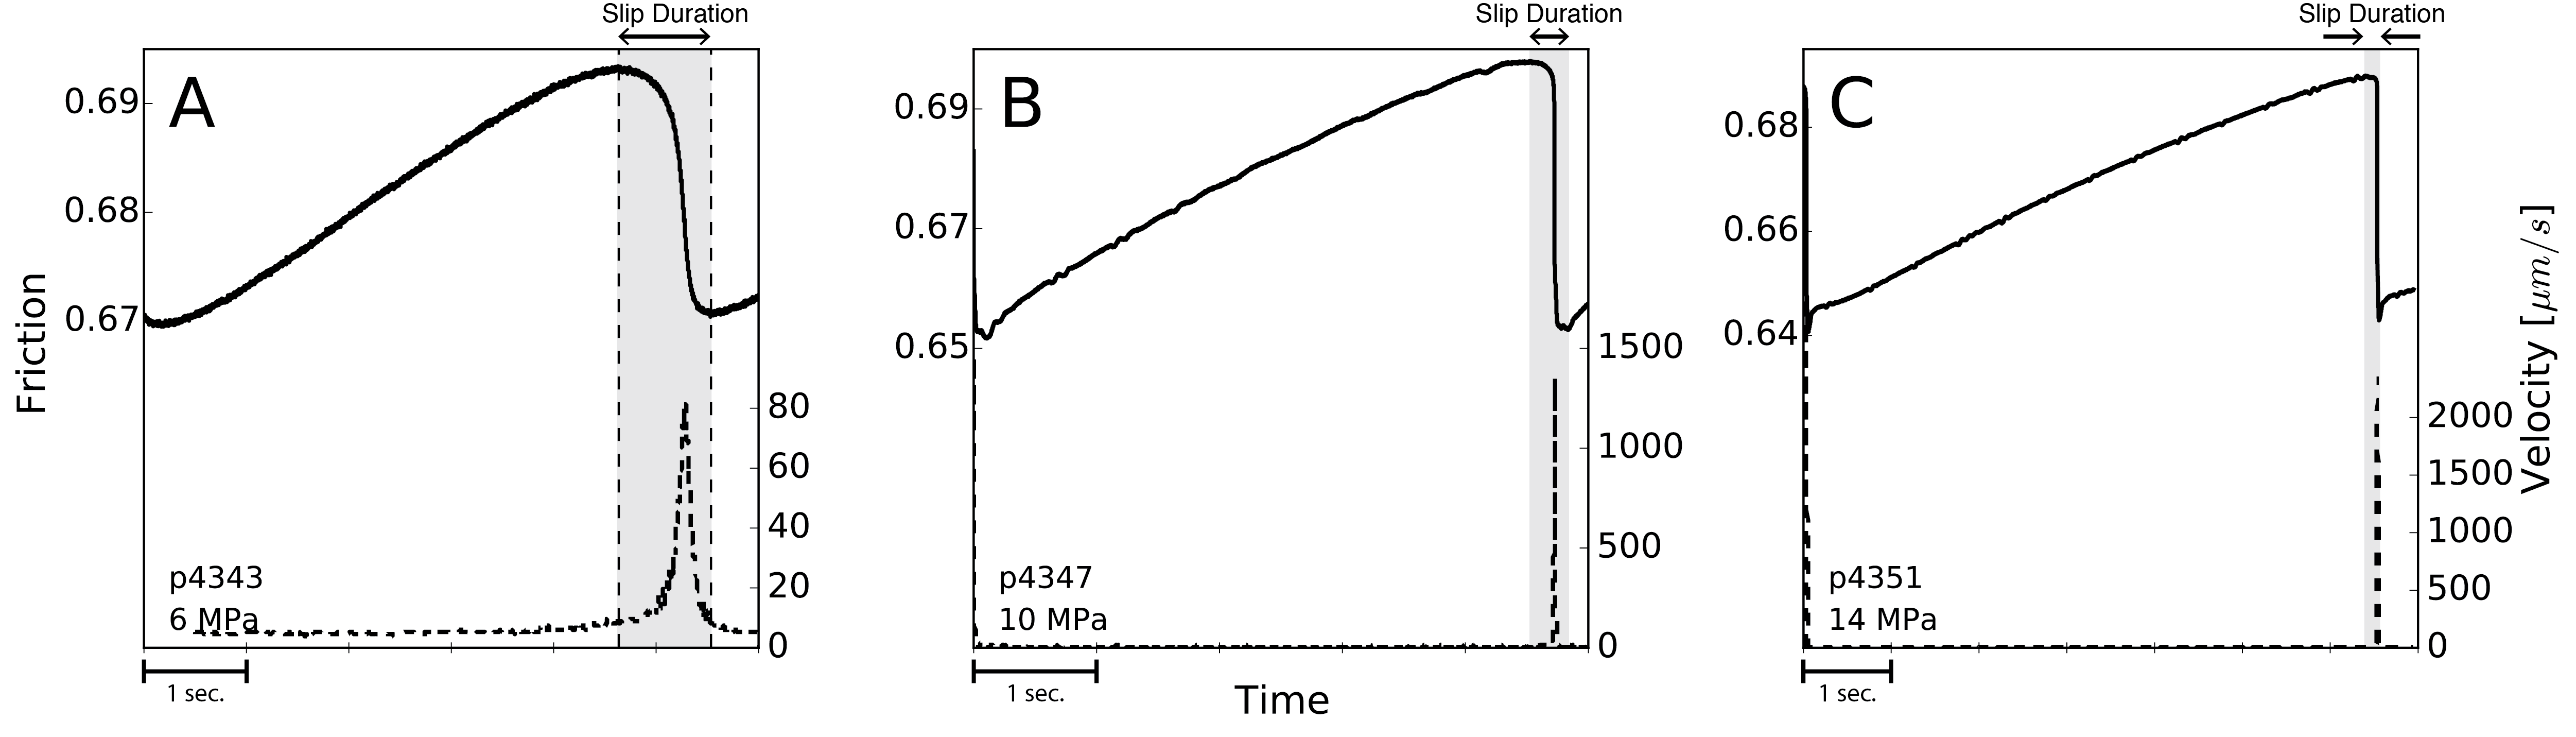 Slip Duration
A
0.69
0.68
0.67
Friction
80
60
40
20
0
p4343
6 MPa
1 sec.
Slip Duration
B
0.69
0.67
0.65
1500
1000
500
0
p4347
10 MPa
1 sec.
Time
Slip Duration
C
0.68
0.66
0.64
2000
1500
1000
500
0
Velocity [μm/s]
p4351
14 MPa
1 sec.